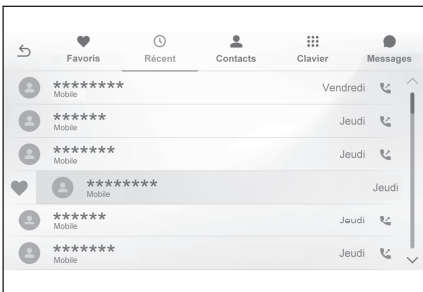 Favoris Récent Contacts Clavier Messages
******** Vendredi
Mobile
****** Jeudi
Mobile
******* Jeudi
Mobile
******** Jeudi
Mobile
****** Jeudi
Mobile
******* Jeudi
Mobile